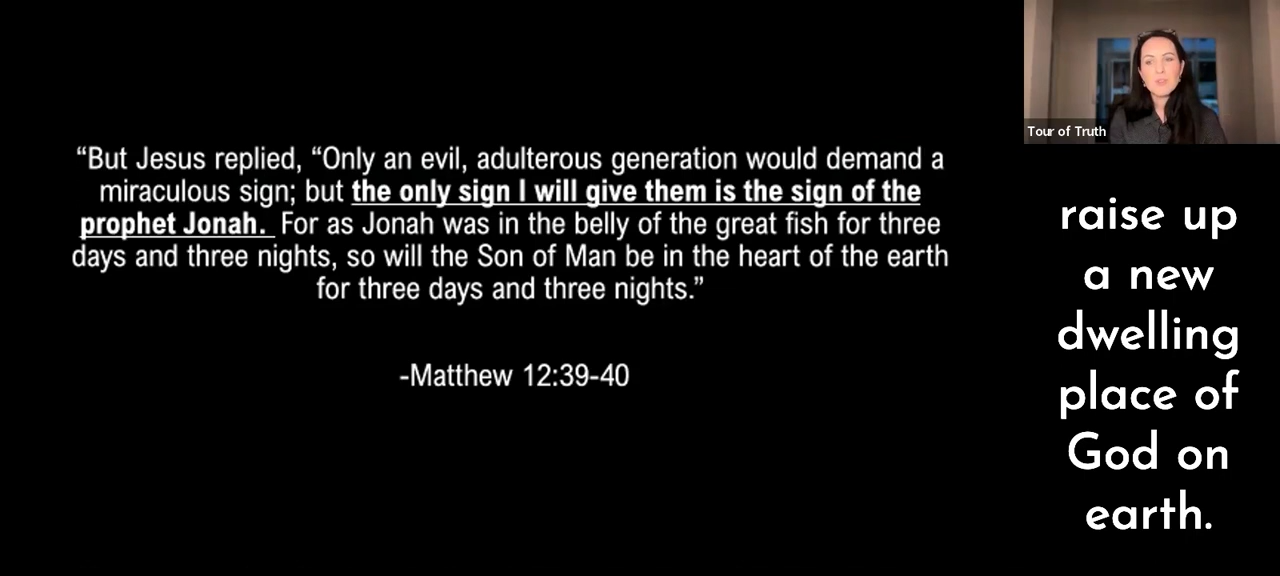 “But Jesus replied, “Only an evil, adulterous generation would demand a
miraculous sign; but the only sign I will give them is the sign of the
prophet Jonah. For as Jonah was in the belly of the great fish for three
days and three nights, so will the Son of Man be in the heart of the earth
for three days and three nights.”
-Matthew 12:39-40
Tour of Truth
raise up
a new
dwelling
place of
God on
earth.